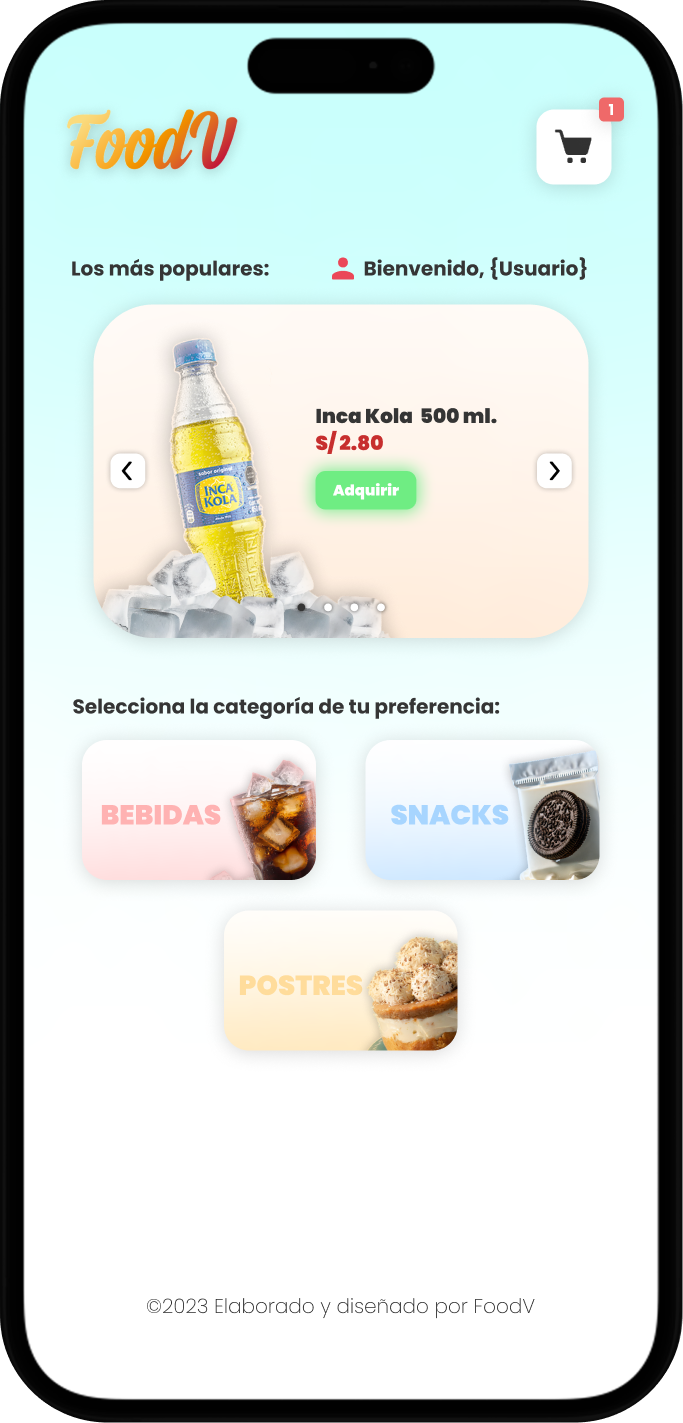 FoodV
1
Los más populares:
Bienvenido, {Usuario}
Inca Kola 500 ml.
S/ 2.80
Adquirir
sabor original
INCA
KOLA
Selecciona la categoría de tu preferencia:
BEBIDAS
SNACKS
POSTRES
©2023 Elaborado y diseñado por FoodV